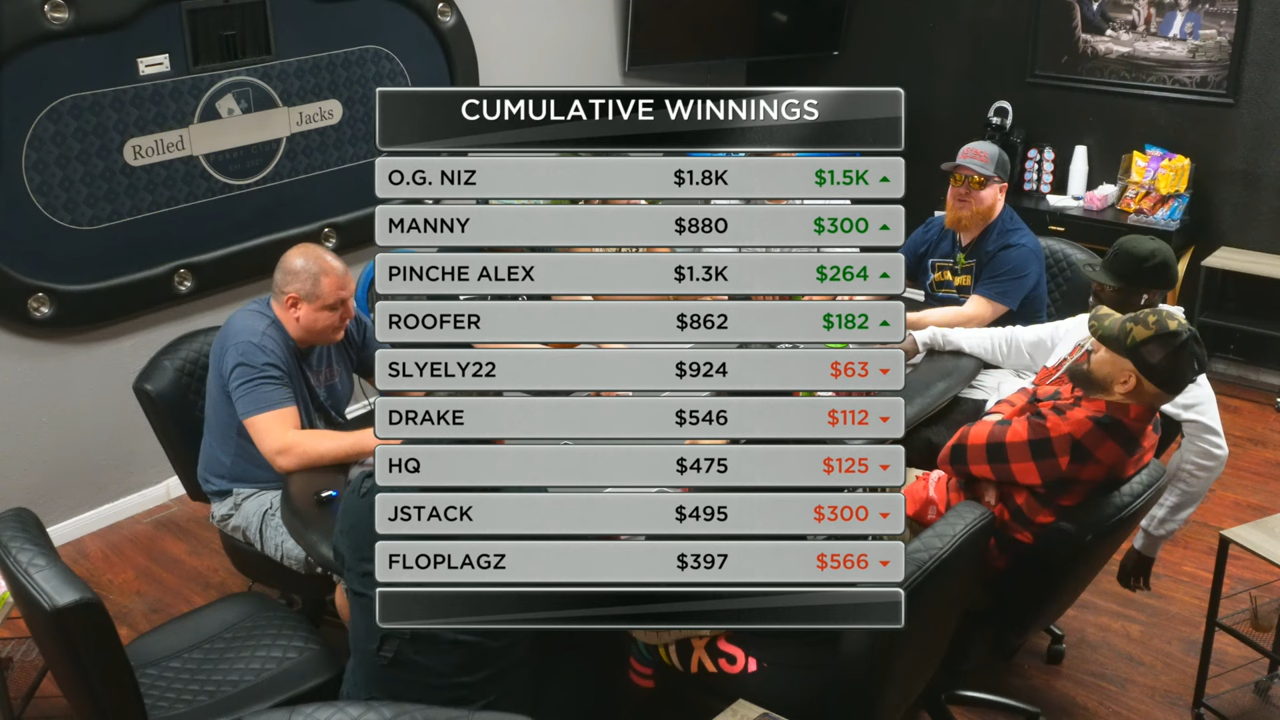 Rolled Jacks
CUMULATIVE WINNINGS
O.G. NIZ $1.8K $1.5K ▲
MANNY $880 $300 ▲
PINCHE ALEX $1.3K $264 ▲
ROOFER $862 $182 ▲
SLYELY22 $924 $63 ▼
DRAKE $546 $112 ▼
HQ $475 $125 ▼
JSTACK $495 $300 ▼
FLOPLAGZ $397 $566 ▼